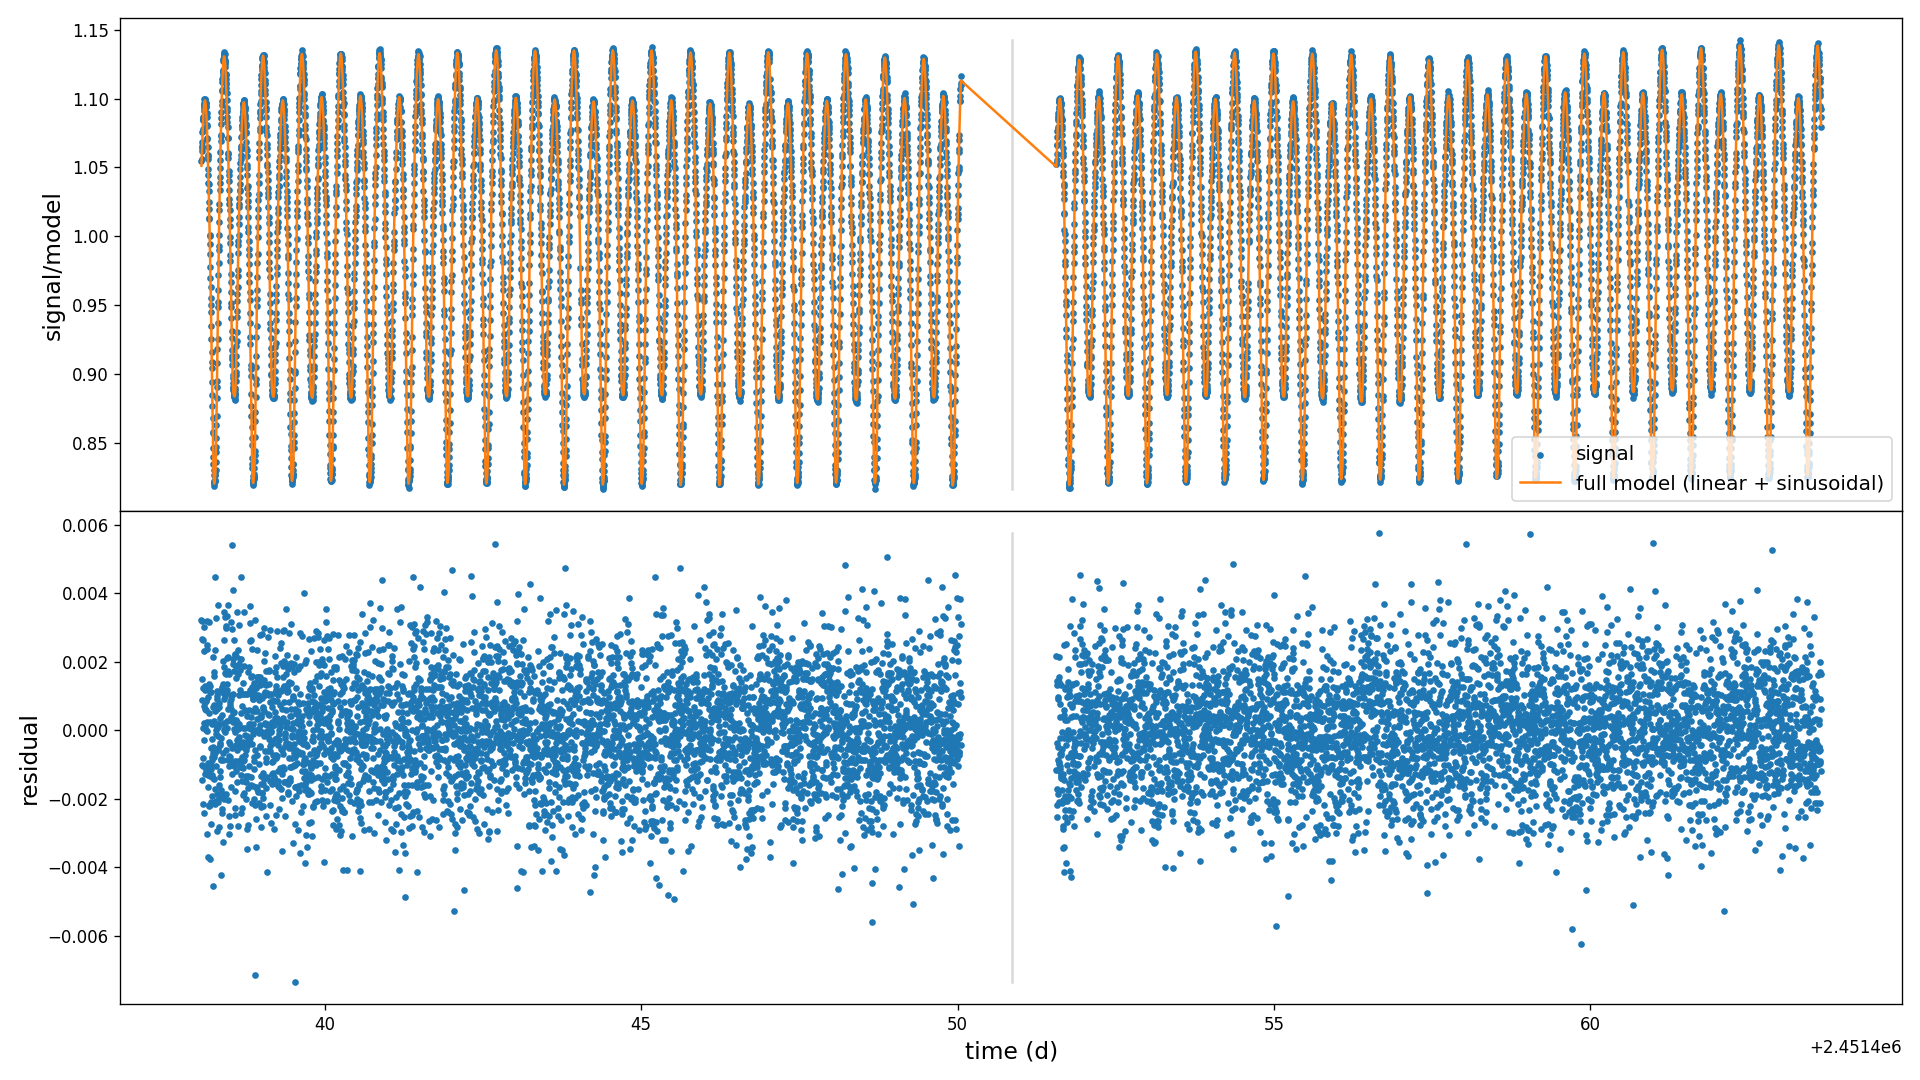 1.15
1.10
1.05
1.00
0.95
0.90
0.85
signal/model
signal
full model (linear + sinusoidal)
0.006
0.004
0.002
0.000
−0.002
−0.004
−0.006
residual
40 45 50 55 60
time (d)
+2.4514e6